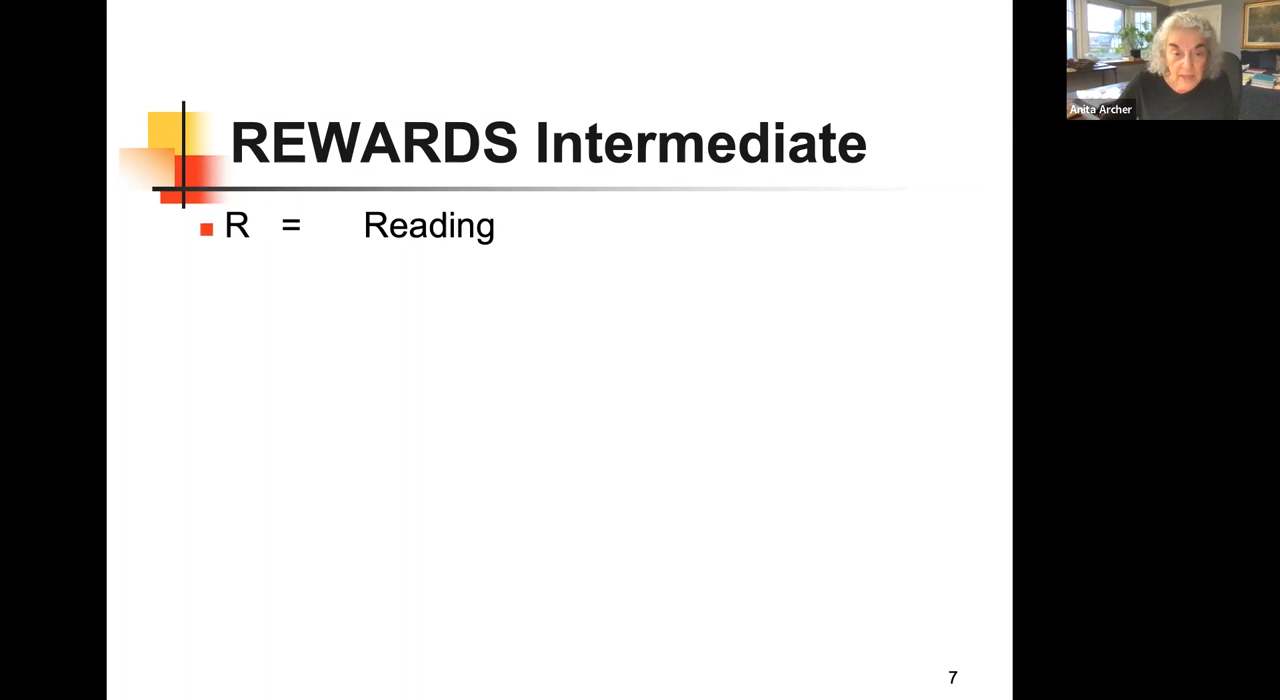 REWARDS Intermediate
R = Reading
7
Anita Archer